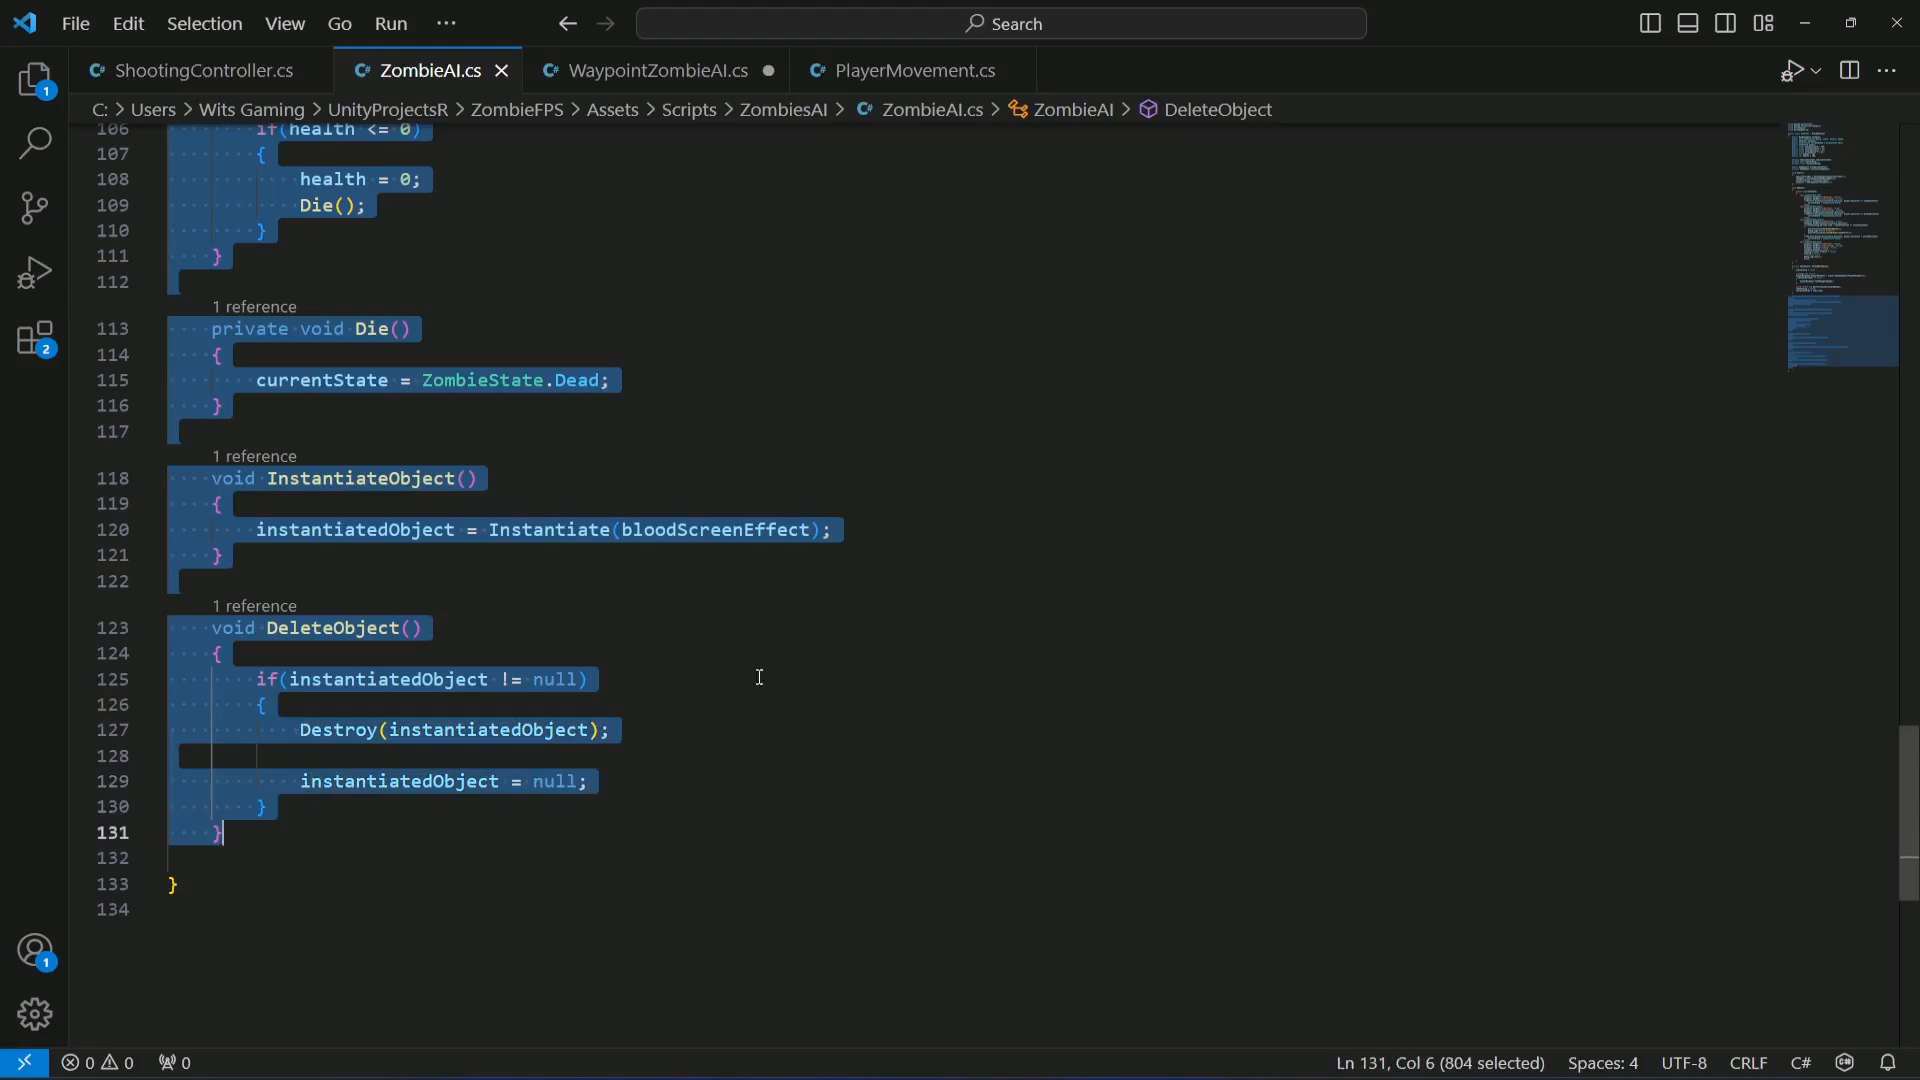 File Edit Selection View Go Run ··· Search
ShootingController.cs ZombieAI.cs WaypointZombieAI.cs PlayerMovement.cs
C: > Users > Wits Gaming > UnityProjectsR > ZombieFPS > Assets > Scripts > ZombiesAI > ZombieAI.cs > ZombieAI > DeleteObject
106 if(health <= 0)
107 {
108 health = 0;
109 Die();
110 }
111 }
112
1 reference
113 private void Die()
114 {
115 currentState = ZombieState.Dead;
116 }
117
1 reference
118 void InstantiateObject()
119 {
120 instantiatedObject = Instantiate(bloodScreenEffect);
121 }
122
1 reference
123 void DeleteObject()
124 {
125 if(instantiatedObject != null)
126 {
127 Destroy(instantiatedObject);
128
129 instantiatedObject = null;
130 }
131 }
132
133 }
134
1
2
1
0 0 0 Ln 131, Col 6 (804 selected) Spaces: 4 UTF-8 CRLF C#